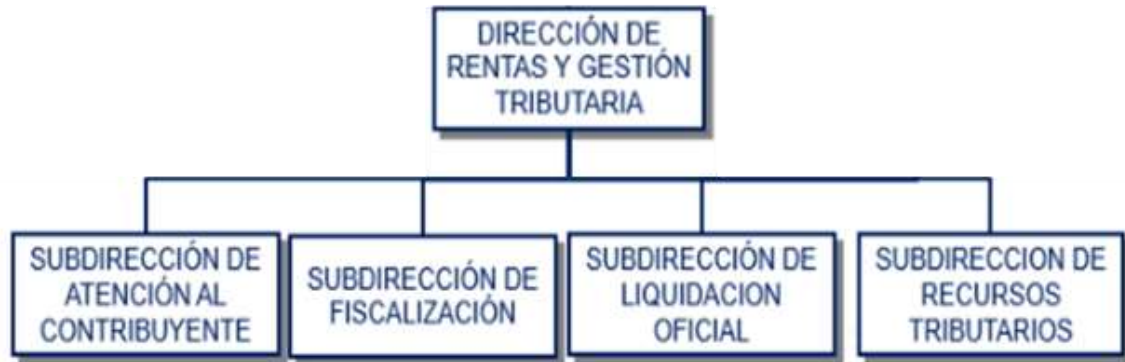 DIRECCIÓN DE
RENTAS Y GESTIÓN
TRIBUTARIA
SUBDIRECCIÓN DE
ATENCIÓN AL
CONTRIBUYENTE
SUBDIRECCIÓN DE
FISCALIZACIÓN
SUBDIRECCIÓN DE
LIQUIDACION
OFICIAL
SUBDIRECCION DE
RECURSOS
TRIBUTARIOS